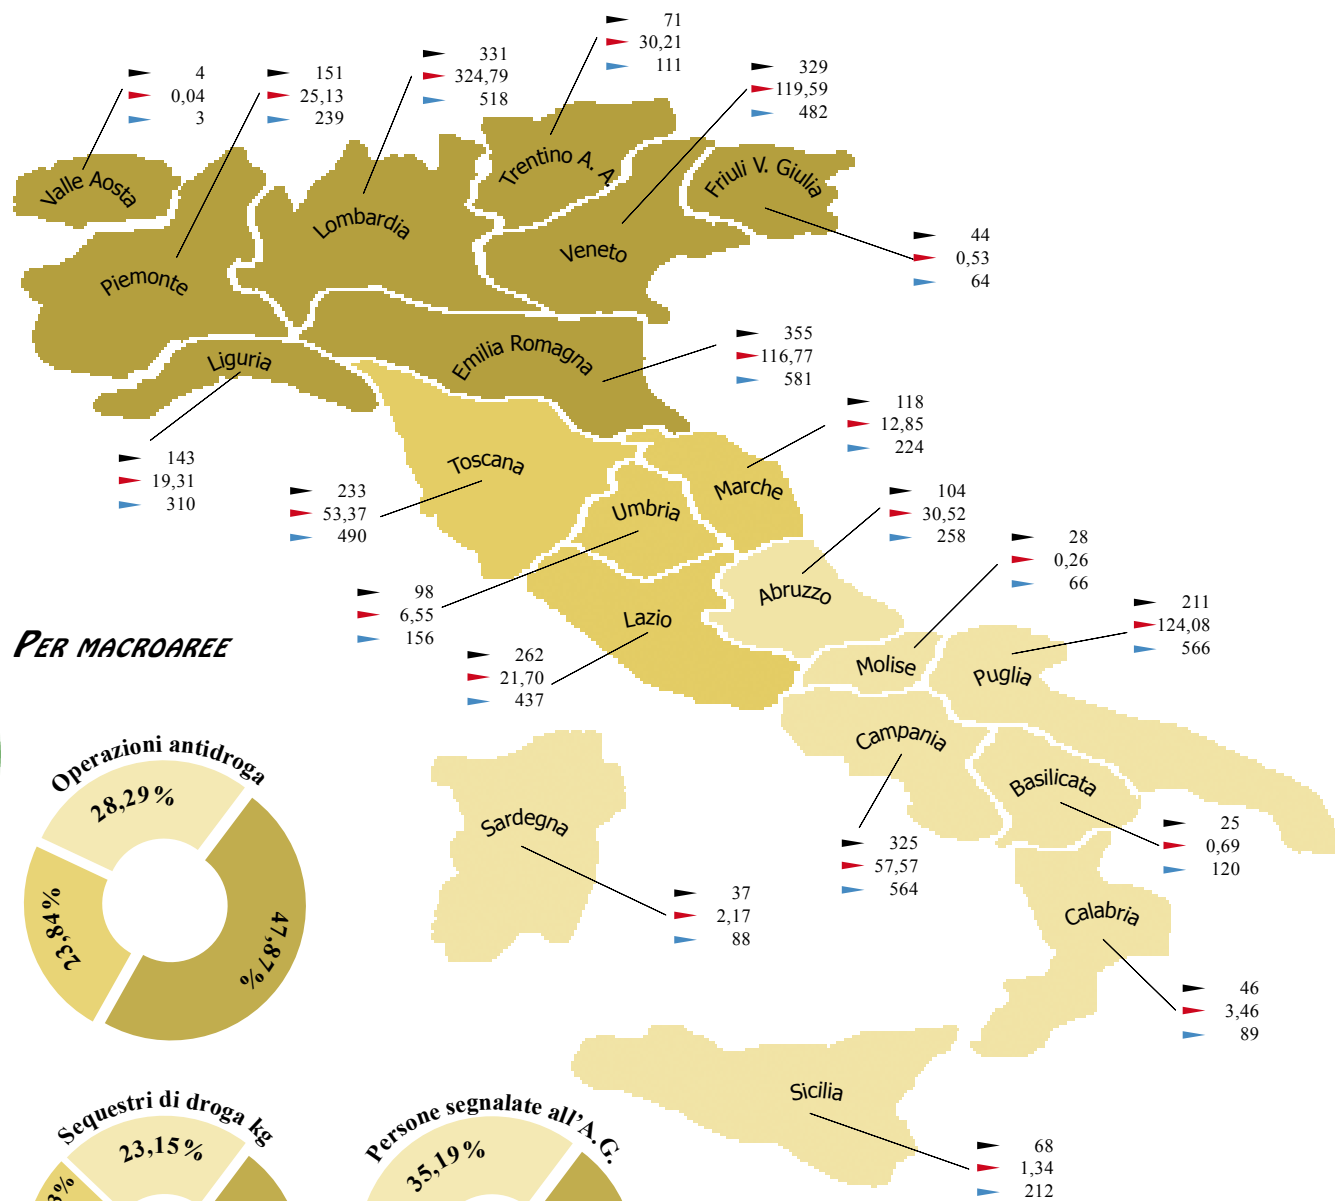 71
30,21
111
331
324,79
518
4
0,04
3
151
25,13
239
329
119,59
482
Valle Aosta
Piemonte
Lombardia
Trentino A. A.
Veneto
Friuli V. Giulia
44
0,53
64
Liguria
Emilia Romagna
355
116,77
581
143
19,31
310
118
12,85
224
Toscana
Umbria
Marche
233
53,37
490
104
30,52
258
28
0,26
66
98
6,55
156
Lazio
Abruzzo
211
124,08
566
262
21,70
437
Molise
Puglia
PER MACROAREE
Campania
Basilicata
Sardegna
325
57,57
564
25
0,69
120
37
2,17
88
Calabria
46
3,46
89
Sicilia
68
1,34
212
Operazioni antidroga
28,29%
23,84%
47,87%
Sequestri di droga kg
23,15%
3%
Persone segnalate all'A.G.
35,19%